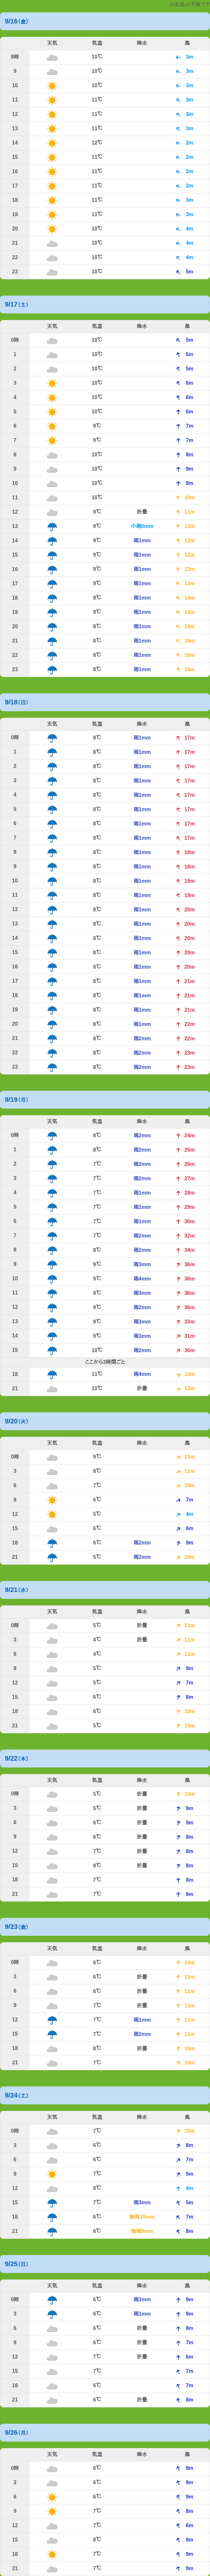 の予報です
9/16(金)
天気 気温 降水 風
8時 10℃ 3m
9 10℃ 3m
10 10℃ 3m
11 11℃ 3m
12 11℃ 3m
13 11℃ 3m
14 12℃ 2m
15 11℃ 2m
16 11℃ 2m
17 11℃ 2m
18 11℃ 3m
19 11℃ 3m
20 10℃ 4m
21 10℃ 4m
22 10℃ 4m
23 10℃ 5m
9/17(土)
天気 気温 降水 風
0時 10℃ 5m
1 10℃ 5m
2 10℃ 5m
3 10℃ 6m
4 10℃ 6m
5 10℃ 6m
6 9℃ 7m
7 9℃ 7m
8 10℃ 8m
9 10℃ 9m
10 10℃ 9m
11 10℃ 10m
12 9℃ 折畳 11m
13 9℃ 小雨0mm 12m
14 9℃ 雨1mm 12m
15 9℃ 雨1mm 12m
16 9℃ 雨1mm 13m
17 9℃ 雨1mm 13m
18 9℃ 雨1mm 14m
19 9℃ 雨1mm 14m
20 8℃ 雨1mm 15m
21 8℃ 雨1mm 16m
22 8℃ 雨1mm 16m
23 8℃ 雨1mm 16m
9/18(日)
天気 気温 降水 風
0時 8℃ 雨1mm 17m
1 8℃ 雨1mm 17m
2 8℃ 雨1mm 17m
3 8℃ 雨1mm 17m
4 8℃ 雨1mm 17m
5 8℃ 雨1mm 17m
6 8℃ 雨1mm 17m
7 8℃ 雨1mm 17m
8 8℃ 雨1mm 18m
9 8℃ 雨1mm 18m
10 8℃ 雨1mm 19m
11 8℃ 雨1mm 19m
12 8℃ 雨1mm 20m
13 8℃ 雨1mm 20m
14 8℃ 雨1mm 20m
15 8℃ 雨1mm 20m
16 8℃ 雨1mm 20m
17 8℃ 雨1mm 21m
18 8℃ 雨1mm 21m
19 8℃ 雨1mm 21m
20 8℃ 雨1mm 22m
21 8℃ 雨2mm 22m
22 8℃ 雨2mm 23m
23 8℃ 雨2mm 23m
9/19(月)
天気 気温 降水 風
0時 8℃ 雨2mm 24m
1 8℃ 雨2mm 25m
2 7℃ 雨2mm 26m
3 7℃ 雨2mm 27m
4 7℃ 雨1mm 28m
5 7℃ 雨1mm 29m
6 7℃ 雨1mm 30m
7 7℃ 雨2mm 32m
8 8℃ 雨2mm 34m
9 9℃ 雨3mm 36m
10 9℃ 雨4mm 36m
11 9℃ 雨3mm 36m
12 9℃ 雨2mm 36m
13 9℃ 雨3mm 33m
14 9℃ 雨3mm 31m
15 10℃ 雨2mm 30m
ここから3時間ごと
18 11℃ 雨4mm 14m
21 10℃ 折畳 12m
9/20(火)
天気 気温 降水 風
0時 9℃ 11m
3 8℃ 11m
6 7℃ 10m
9 6℃ 7m
12 5℃ 4m
15 6℃ 6m
18 6℃ 雨2mm 9m
21 5℃ 雨2mm 10m
9/21(水)
天気 気温 降水 風
0時 5℃ 折畳 11m
3 4℃ 折畳 11m
6 4℃ 11m
9 5℃ 9m
12 5℃ 7m
15 6℃ 8m
18 6℃ 10m
21 5℃ 10m
9/22(木)
天気 気温 降水 風
0時 5℃ 折畳 10m
3 5℃ 折畳 9m
6 6℃ 折畳 9m
9 6℃ 折畳 8m
12 7℃ 折畳 8m
15 8℃ 折畳 8m
18 7℃ 8m
21 7℃ 9m
9/23(金)
天気 気温 降水 風
0時 6℃ 10m
3 6℃ 折畳 11m
6 6℃ 折畳 11m
9 7℃ 折畳 11m
12 7℃ 雨1mm 11m
15 7℃ 雨2mm 11m
18 8℃ 折畳 10m
21 7℃ 10m
9/24(土)
天気 気温 降水 風
0時 7℃ 10m
3 6℃ 8m
6 6℃ 7m
9 7℃ 5m
12 8℃ 4m
15 7℃ 雨3mm 5m
18 6℃ 強雨10mm 7m
21 6℃ 強雨9mm 8m
9/25(日)
天気 気温 降水 風
0時 6℃ 雨3mm 9m
3 6℃ 雨1mm 9m
6 6℃ 折畳 8m
9 6℃ 折畳 7m
12 7℃ 折畳 6m
15 7℃ 7m
18 6℃ 7m
21 6℃ 折畳 8m
9/26(月)
天気 気温 降水 風
0時 6℃ 9m
3 6℃ 9m
6 6℃ 9m
9 7℃ 8m
12 7℃ 6m
15 8℃ 8m
18 7℃ 9m
21 7℃ 9m